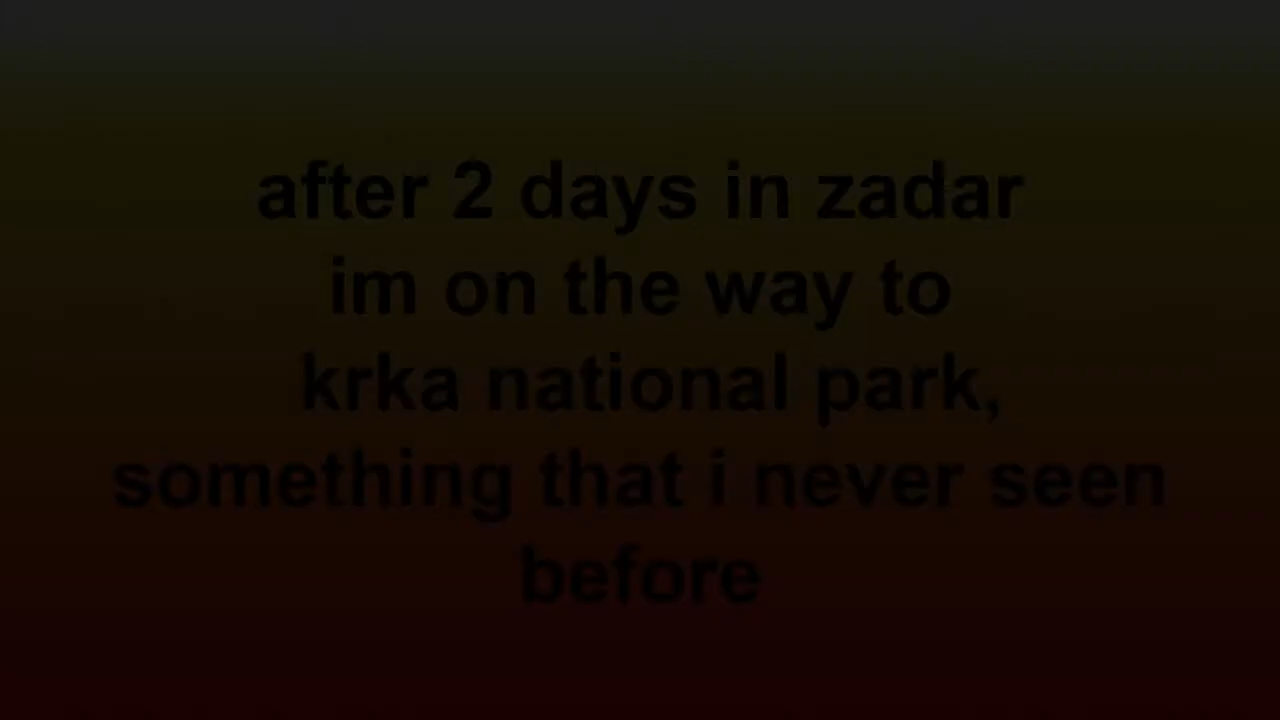 after 2 days in zadar
im on the way to
krka national park,
something that i never seen
before